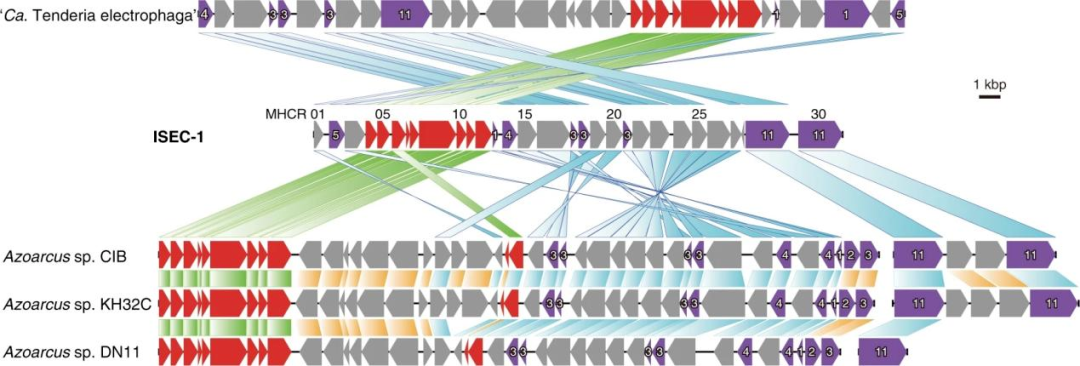 'Ca. Tenderia electrophaga' 4 3 3 3 11 1 1 5
1 kbp
MHCR 01 05 10 15 20 25 30
ISEC-1 5 1 4 3 3 3 11 11
Azoarcus sp. CIB 3 3 3 3 4 4 1 2 3 11 11
Azoarcus sp. KH32C 3 3 3 3 4 4 1 2 3 11 11
Azoarcus sp. DN11 3 3 3 3 4 4 1 2 3 11